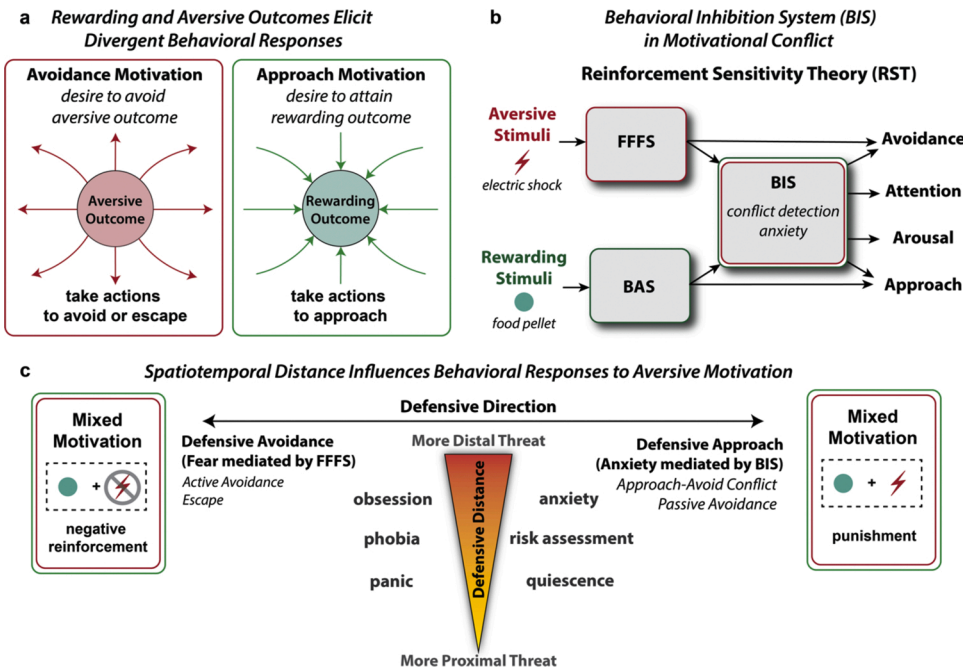 a
Rewarding and Aversive Outcomes Elicit
Divergent Behavioral Responses
Avoidance Motivation
desire to avoid
aversive outcome
Aversive
Outcome
take actions
to avoid or escape
Approach Motivation
desire to attain
rewarding outcome
Rewarding
Outcome
take actions
to approach
b
Behavioral Inhibition System (BIS)
in Motivational Conflict
Reinforcement Sensitivity Theory (RST)
Aversive
Stimuli
electric shock
FFFS
Rewarding
Stimuli
food pellet
BAS
BIS
conflict detection
anxiety
Avoidance
Attention
Arousal
Approach
c
Spatiotemporal Distance Influences Behavioral Responses to Aversive Motivation
Mixed
Motivation
+
negative
reinforcement
Defensive Direction
Defensive Avoidance
(Fear mediated by FFFS)
Active Avoidance
Escape
More Distal Threat
Defensive Distance
More Proximal Threat
obsession
phobia
panic
anxiety
risk assessment
quiescence
Defensive Approach
(Anxiety mediated by BIS)
Approach-Avoid Conflict
Passive Avoidance
Mixed
Motivation
+
punishment